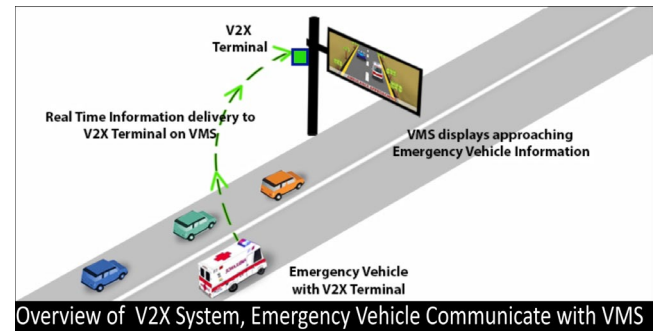 V2X
Terminal
Real Time Information delivery to
V2X Terminal on VMS
VMS displays approaching
Emergency Vehicle Information
Emergency Vehicle
with V2X Terminal
Overview of V2X System, Emergency Vehicle Communicate with VMS